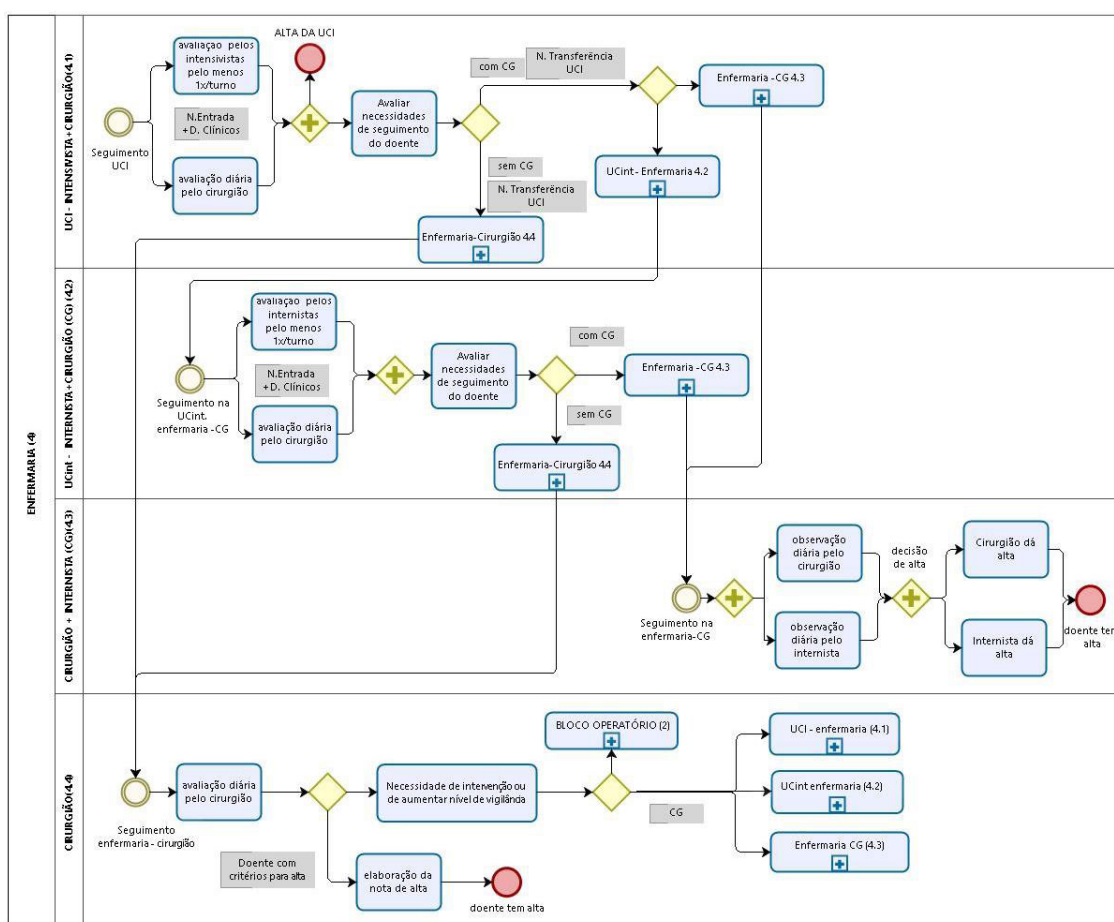 ENFERMARIA (4)
UCI - INTENSIVISTA+CIRURGIÃO(4.1)
avaliação pelos
intensivistas
pelo menos
1x/turno
ALTA DA UCI
N.Entrada
+D. Clínicos
Seguimento
UCI
avaliação diária
pelo cirurgião
Avaliar
necessidades
de seguimento
do doente
com CG
N. Transferência
UCI
Enfermaria -CG 4.3
sem CG
N. Transferência
UCI
UCint- Enfermaria 4.2
Enfermaria-Cirurgião 4.4
UCint - INTERNISTA+CIRURGIÃO (CG) (4.2)
avaliação pelos
internistas
pelo menos
1x/turno
N.Entrada
+D. Clínicos
Seguimento na
UCint.
enfermaria -CG
avaliação diária
pelo cirurgião
Avaliar
necessidades
de seguimento
do doente
com CG
Enfermaria -CG 4.3
sem CG
Enfermaria-Cirurgião 4.4
CIRURGIÃO + INTERNISTA (CG)(4.3)
observação
diária pelo
cirurgião
decisão
de alta
Cirurgião dá
alta
Seguimento na
enfermaria-CG
observação
diária pelo
internista
Internista dá
alta
doente tem
alta
CIRURGIÃO(4.4)
BLOCO OPERATÓRIO (2)
UCI - enfermaria (4.1)
avaliação diária
pelo cirurgião
Necessidade de intervenção ou
de aumentar nível de vigilância
UCint enfermaria (4.2)
CG
Seguimento
enfermaria - cirurgião
Enfermaria CG (4.3)
Doente com
critérios para alta
elaboração da
nota de alta
doente tem alta